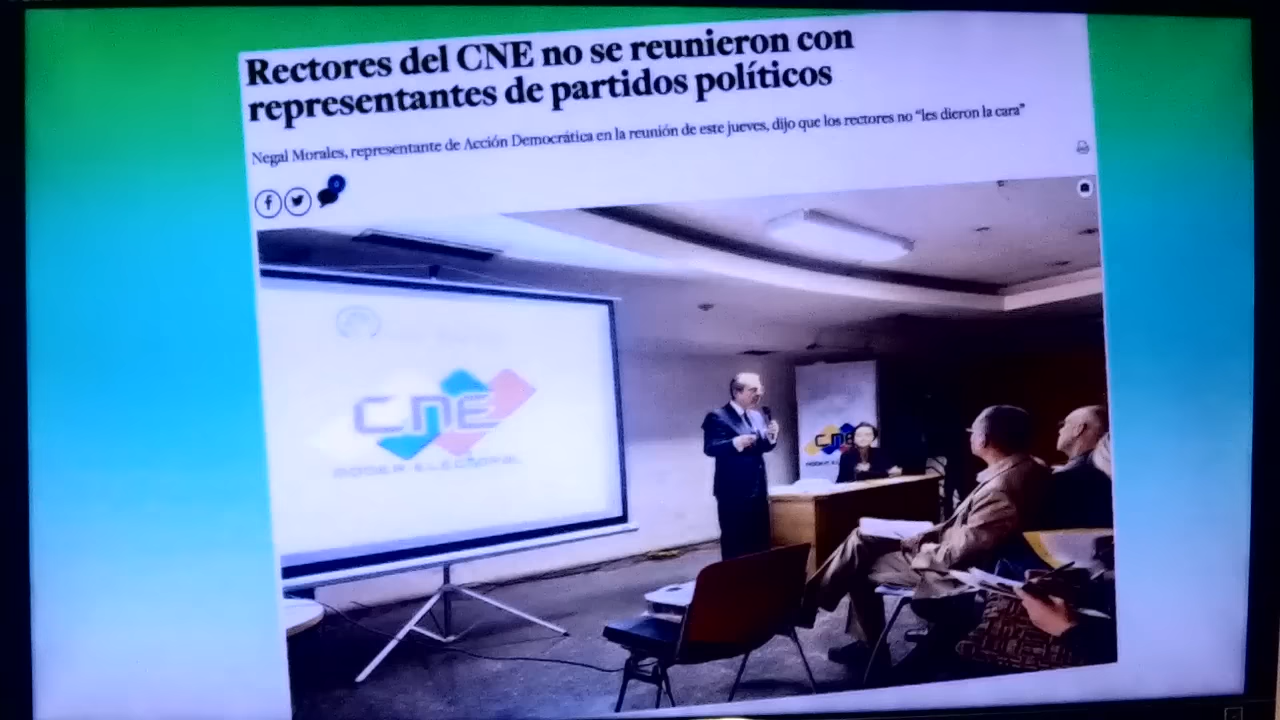 Rectores del CNE no se reunieron con
representantes de partidos políticos
Negal Morales, representante de Acción Democrática en la reunión de este jueves, dijo que los rectores no “les dieron la cara”
CNE
PODER ELECTORAL
CNE